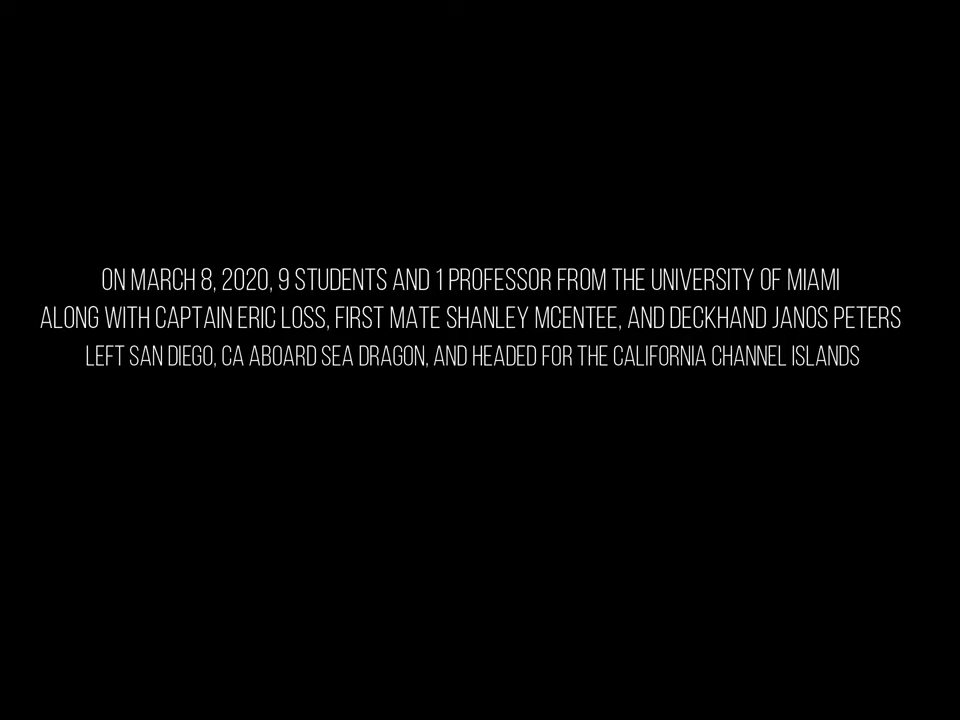 ON MARCH 8, 2020, 9 STUDENTS AND 1 PROFESSOR FROM THE UNIVERSITY OF MIAMI
ALONG WITH CAPTAIN ERIC LOSS, FIRST MATE SHANLEY MCENTEE, AND DECKHAND JANOS PETERS
LEFT SAN DIEGO, CA ABOARD SEA DRAGON, AND HEADED FOR THE CALIFORNIA CHANNEL ISLANDS